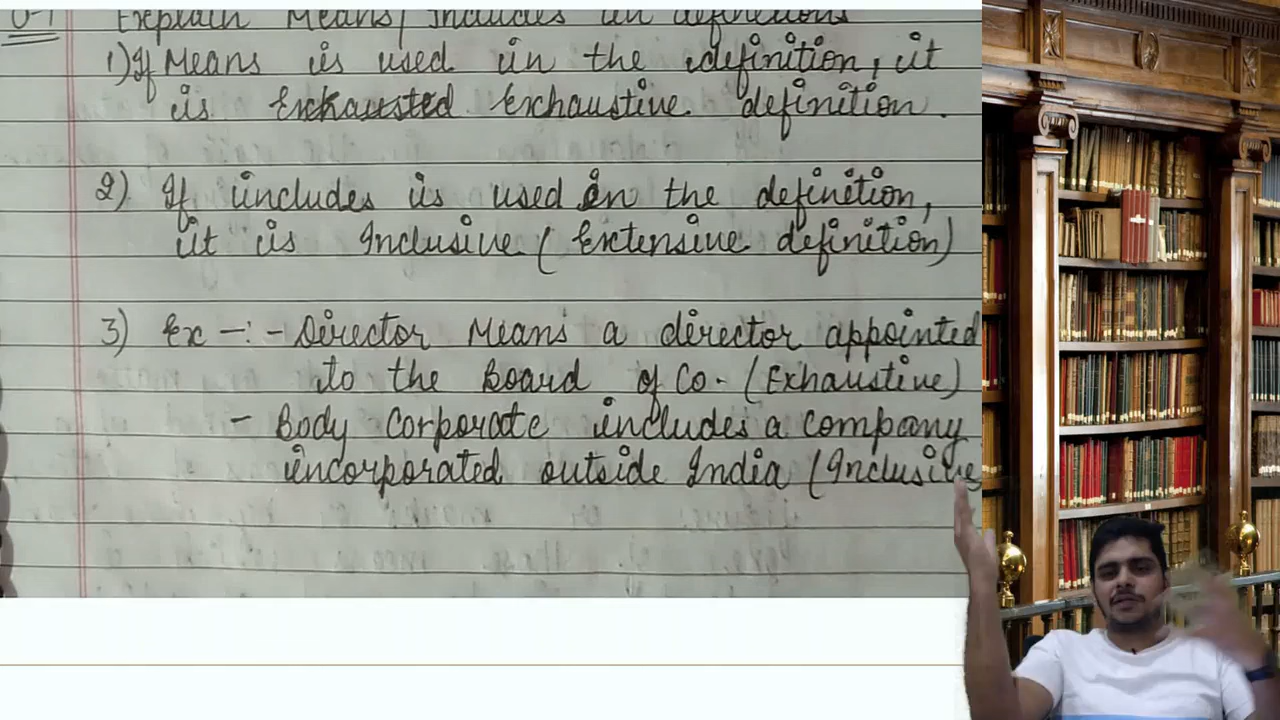 Q-1 Explain Means/Includes in definitions
1) If Means is used in the definition, it
is Exhausted Exhaustive definition.
2) If includes is used in the definition,
it is Inclusive (Extensive definition)
3) Ex -: - Director Means a director appointed
to the Board of Co. (Exhaustive)
- Body Corporate includes a company
incorporated outside India (Inclusive